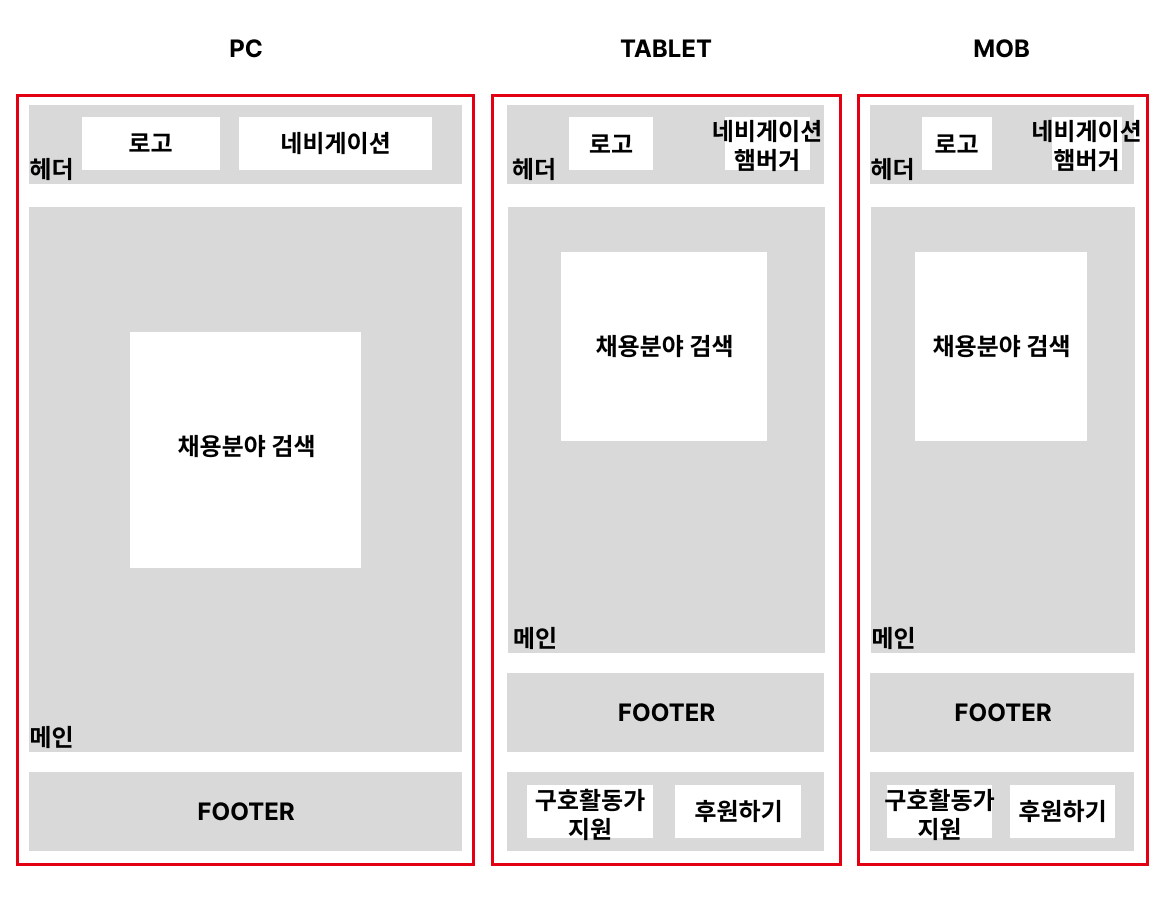 PC
TABLET
MOB
로고
네비게이션
헤더
채용분야 검색
메인
FOOTER
로고
네비게이션
햄버거
헤더
채용분야 검색
메인
FOOTER
구호활동가
지원
후원하기
로고
네비게이션
햄버거
헤더
채용분야 검색
메인
FOOTER
구호활동가
지원
후원하기